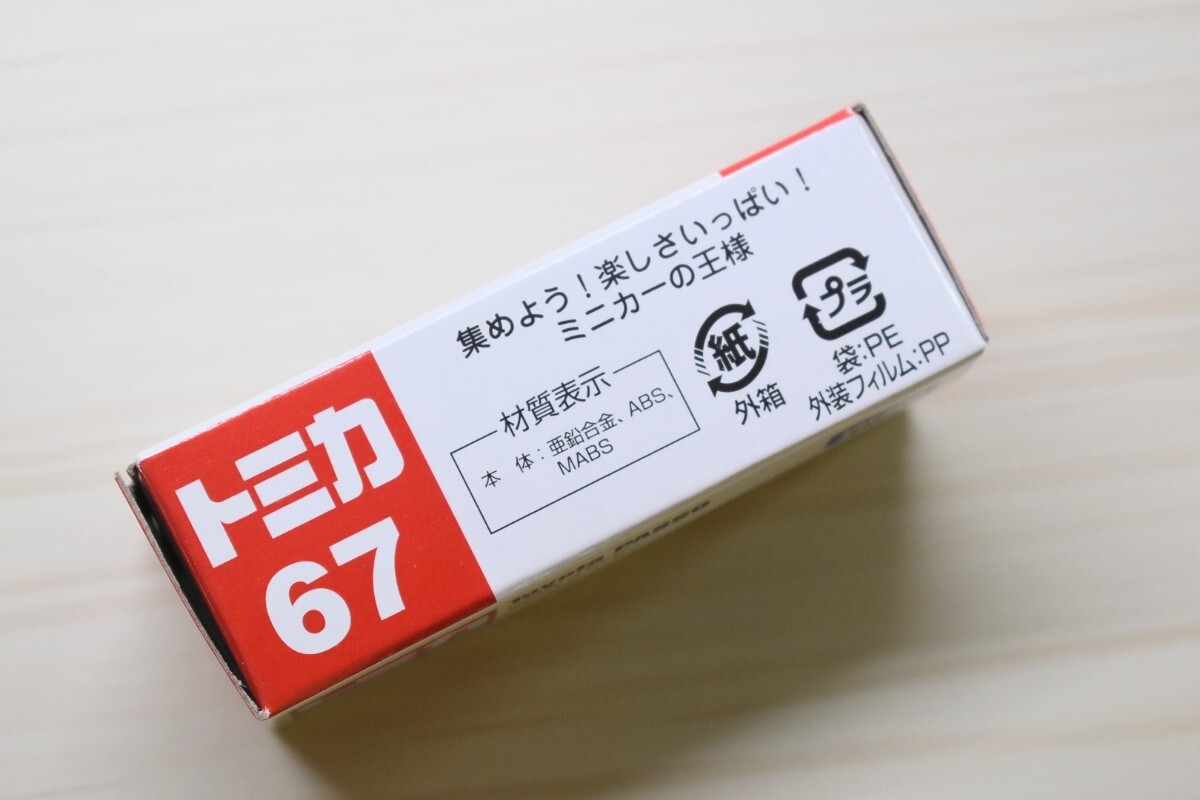 トミカ
67
集めよう!楽しさいっぱい!
ミニカーの王様
材質表示
本 体:亜鉛合金、ABS、
MABS
紙
外箱
プラ
袋:PE
外装フィルム:PP